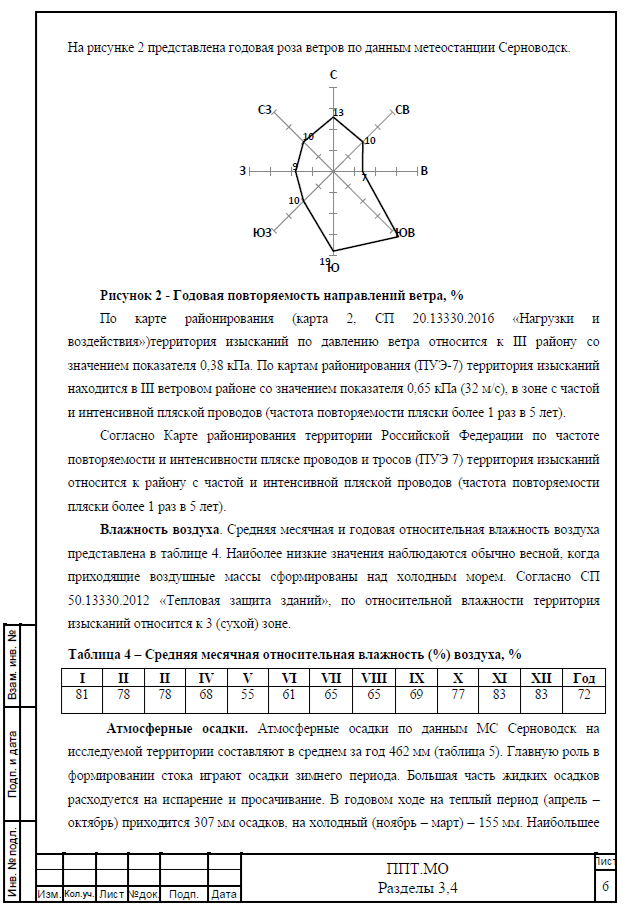 На рисунке 2 представлена годовая роза ветров по данным метеостанции Серноводск.
С
СЗ
СВ
13
10
10
З
9
7
В
10
ЮЗ
ЮВ
19
Ю
Рисунок 2 - Годовая повторяемость направлений ветра, %
По карте районирования (карта 2, СП 20.13330.2016 «Нагрузки и
воздействия»)территория изысканий по давлению ветра относится к III району со
значением показателя 0,38 кПа. По картам районирования (ПУЭ-7) территория изысканий
находится в III ветровом районе со значением показателя 0,65 кПа (32 м/с), в зоне с частой
и интенсивной пляской проводов (частота повторяемости пляски более 1 раз в 5 лет).
Согласно Карте районирования территории Российской Федерации по частоте
повторяемости и интенсивности пляске проводов и тросов (ПУЭ 7) территория изысканий
относится к району с частой и интенсивной пляской проводов (частота повторяемости
пляски более 1 раз в 5 лет).
Влажность воздуха. Средняя месячная и годовая относительная влажность воздуха
представлена в таблице 4. Наиболее низкие значения наблюдаются обычно весной, когда
приходящие воздушные массы сформированы над холодным морем. Согласно СП
50.13330.2012 «Тепловая защита зданий», по относительной влажности территория
изысканий относится к 3 (сухой) зоне.
Таблица 4 – Средняя месячная относительная влажность (%) воздуха, %
I II II IV V VI VII VIII IX X XI XII Год
81 78 78 68 55 61 65 65 69 77 83 83 72
Атмосферные осадки. Атмосферные осадки по данным МС Серноводск на
исследуемой территории составляют в среднем за год 462 мм (таблица 5). Главную роль в
формировании стока играют осадки зимнего периода. Большая часть жидких осадков
расходуется на испарение и просачивание. В годовом ходе на теплый период (апрель –
октябрь) приходится 307 мм осадков, на холодный (ноябрь – март) – 155 мм. Наибольшее
Взам. инв. №
Подп. и дата
Инв. № подл.
Изм. Кол.уч. Лист №док. Подп. Дата
ППТ.МО
Разделы 3,4
Лист
6